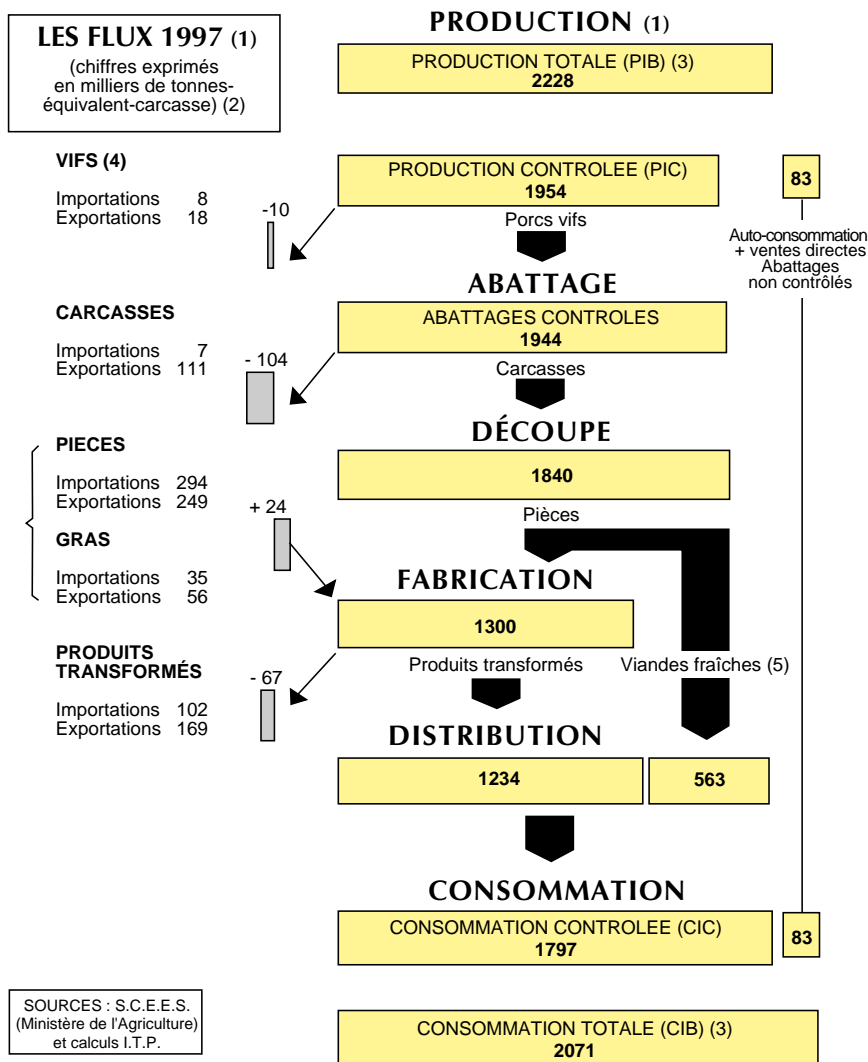 LES FLUX 1997 (1)
(chiffres exprimés
en milliers de tonnes-
équivalent-carcasse) (2)
PRODUCTION (1)
PRODUCTION TOTALE (PIB) (3)
2228
VIFS (4)
Importations 8
Exportations 18
-10
PRODUCTION CONTROLÉE (PIC)
1954
83
Porcs vifs
Auto-consommation
+ ventes directes
Abattages
non contrôlés
ABATTAGE
CARCASSES
Importations 7
Exportations 111
- 104
ABATTAGES CONTROLES
1944
Carcasses
DÉCOUPE
1840
PIECES
Importations 294
Exportations 249
+ 24
GRAS
Importations 35
Exportations 56
Pièces
FABRICATION
1300
PRODUITS
TRANSFORMÉS
Importations 102
Exportations 169
- 67
Produits transformés
Viandes fraîches (5)
DISTRIBUTION
1234
563
CONSOMMATION
CONSOMMATION CONTROLÉE (CIC)
1797
83
SOURCES : S.C.E.E.S.
(Ministère de l'Agriculture)
et calculs I.T.P.
CONSOMMATION TOTALE (CIB) (3)
2071